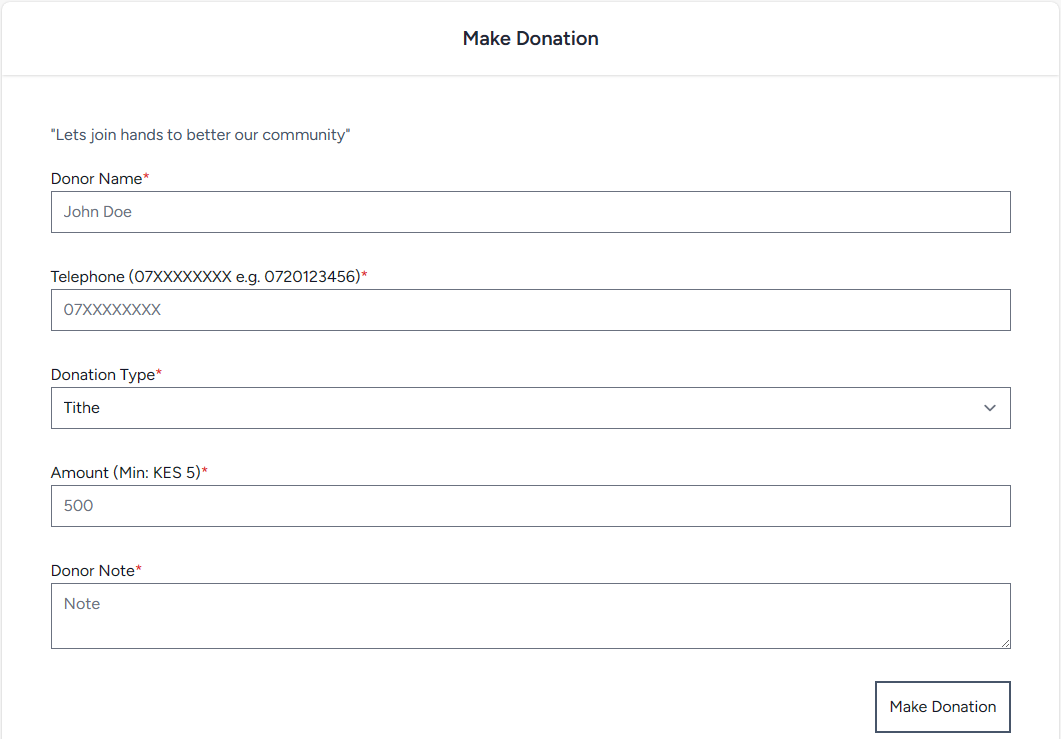 Make Donation
"Lets join hands to better our community"
Donor Name*
John Doe
Telephone (07XXXXXXXX e.g. 0720123456)*
07XXXXXXXX
Donation Type*
Tithe
Amount (Min: KES 5)*
500
Donor Note*
Note
Make Donation